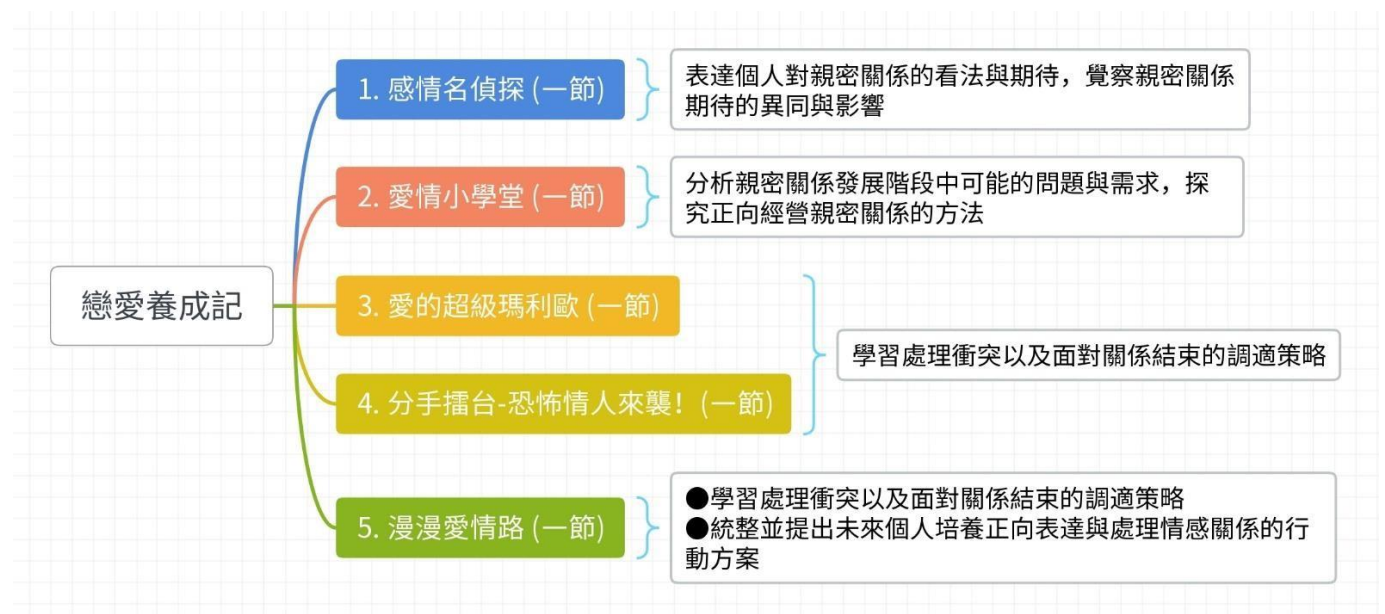 戀愛養成記
1. 感情名偵探 (一節)
表達個人對親密關係的看法與期待，覺察親密關係
期待的異同與影響
2. 愛情小學堂 (一節)
分析親密關係發展階段中可能的問題與需求，探
究正向經營親密關係的方法
3. 愛的超級瑪利歐 (一節)
4. 分手擂台-恐怖情人來襲！(一節)
學習處理衝突以及面對關係結束的調適策略
5. 漫漫愛情路 (一節)
●學習處理衝突以及面對關係結束的調適策略
●統整並提出未來個人培養正向表達與處理情感關係的行
動方案